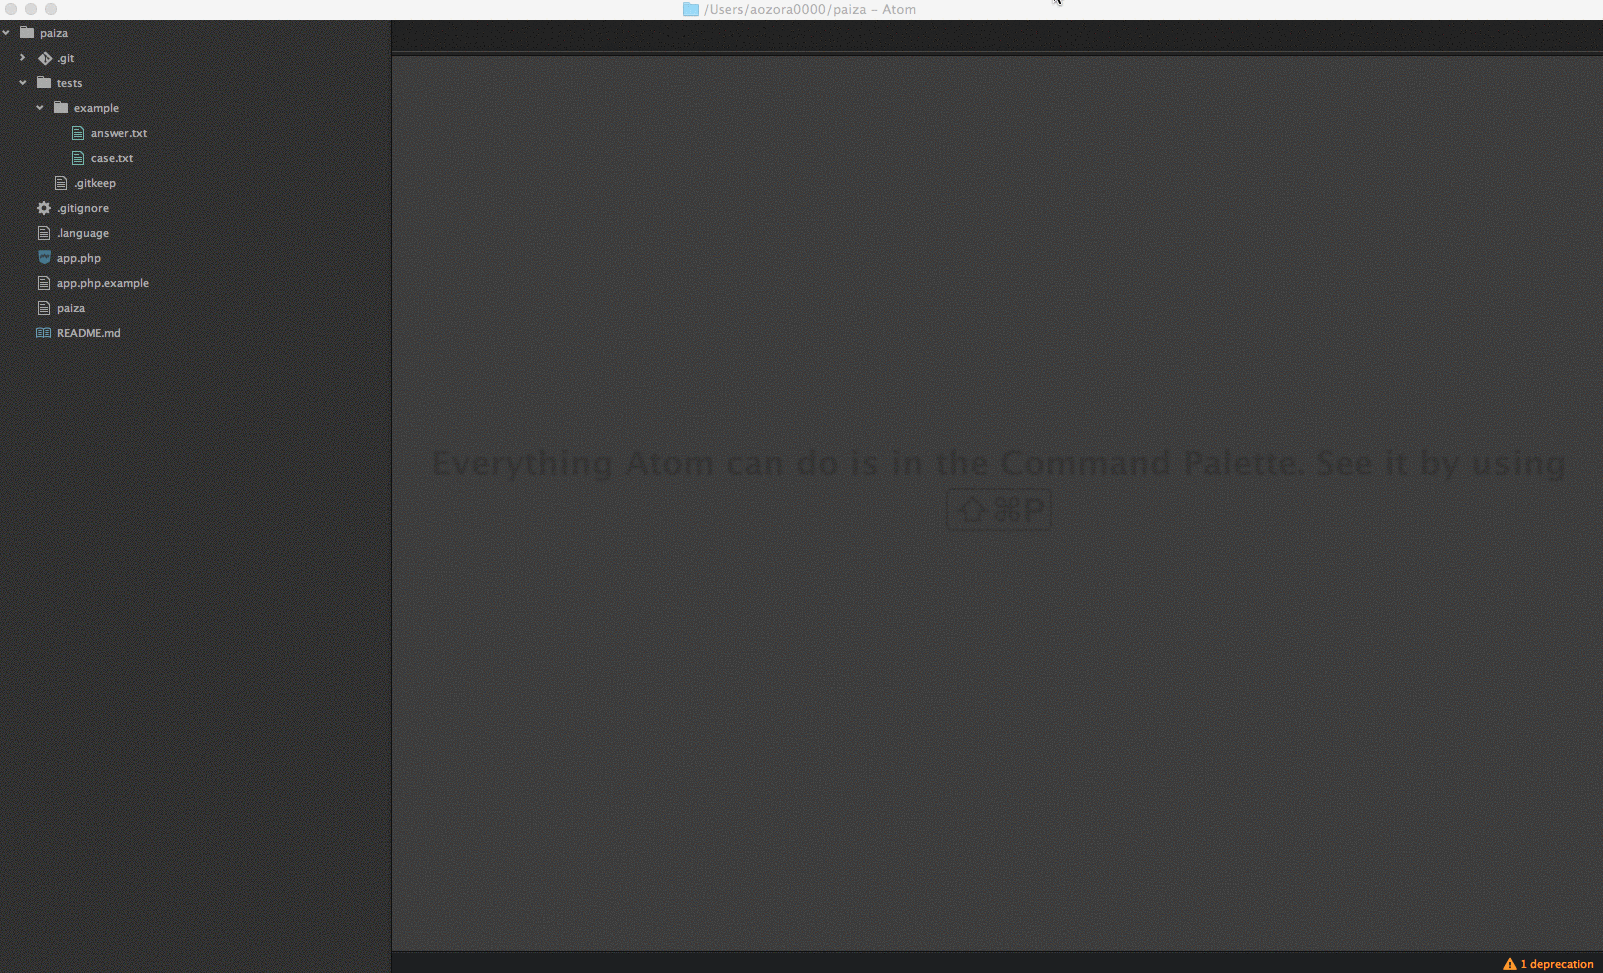 /Users/aozora0000/paiza - Atom
paiza
.git
tests
example
answer.txt
case.txt
.gitkeep
.gitignore
.language
app.php
app.php.example
paiza
README.md
Everything Atom can do is in the Command Palette. See it by using
⇧⌘P
1 deprecation